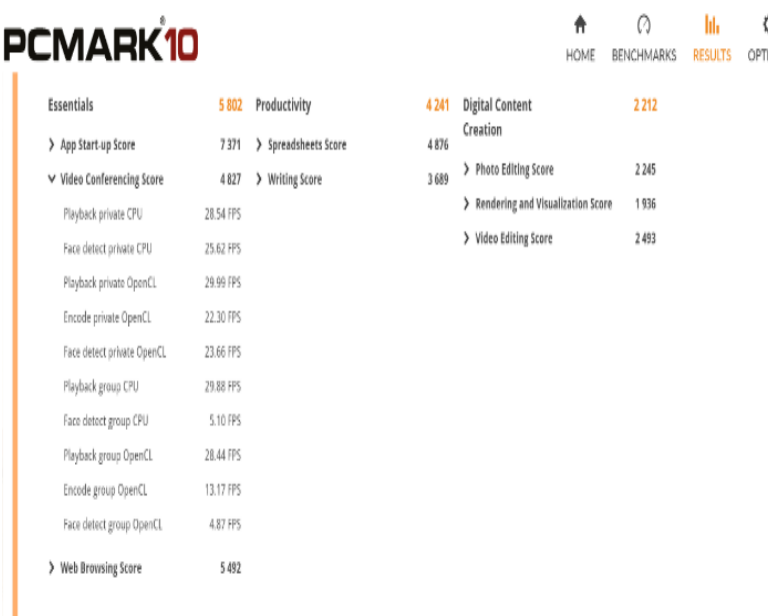 PCMARK®10
HOME BENCHMARKS RESULTS
Essentials 5 802
App Start-up Score 7 371
Video Conferencing Score 4 827
Playback private CPU 28.54 FPS
Face detect private CPU 25.62 FPS
Playback private OpenCL 29.99 FPS
Encode private OpenCL 22.30 FPS
Face detect private OpenCL 23.66 FPS
Playback group CPU 29.88 FPS
Face detect group CPU 5.10 FPS
Playback group OpenCL 28.44 FPS
Encode group OpenCL 13.17 FPS
Face detect group OpenCL 4.87 FPS
Web Browsing Score 5 492
Productivity 4 241
Spreadsheets Score 4 876
Writing Score 3 689
Digital Content 2 212
Creation
Photo Editing Score 2 245
Rendering and Visualization Score 1 936
Video Editing Score 2 493